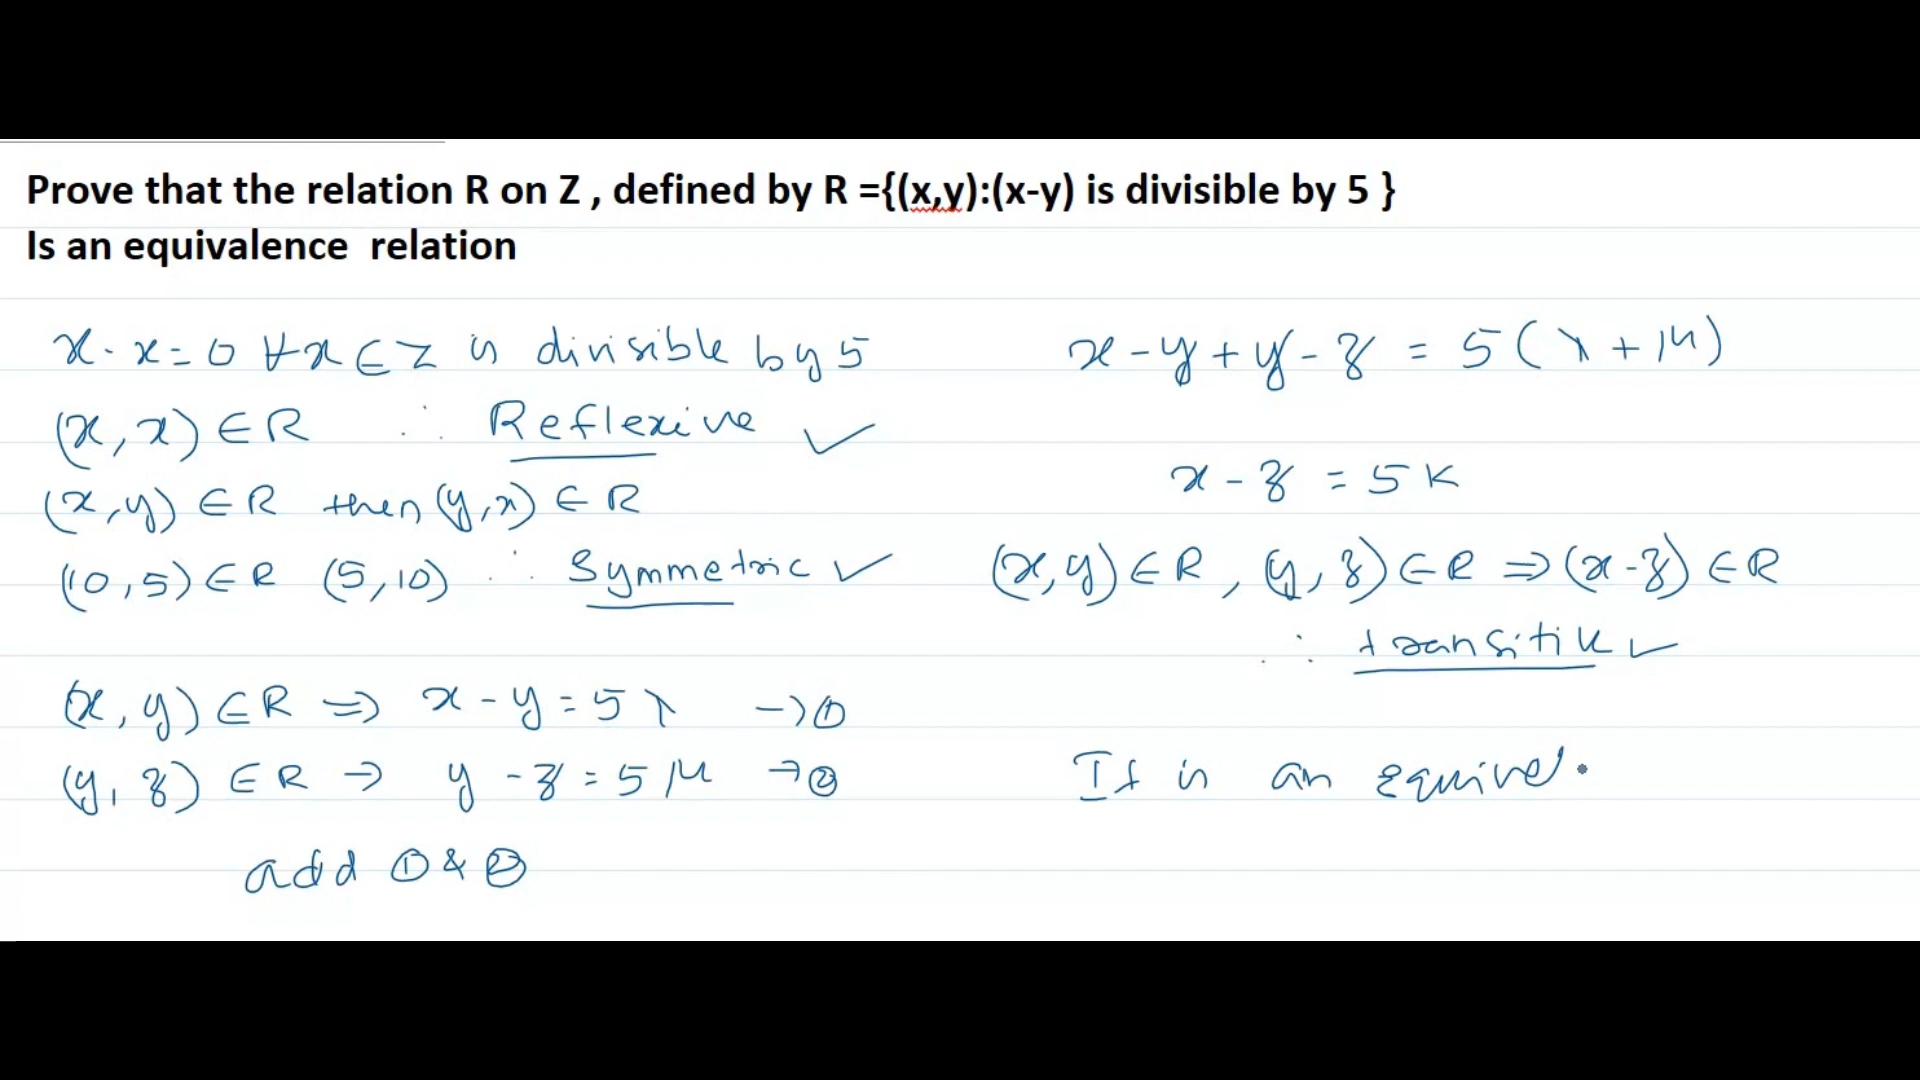 Prove that the relation R on Z , defined by R ={(x,y):(x-y) is divisible by 5 }
Is an equivalence relation
x - x = 0 ∀ x ∈ Z is divisible by 5
(x, x) ∈ R ∴ Reflexive ✓
(x, y) ∈ R then (y, x) ∈ R
(10, 5) ∈ R (5, 10) ∴ Symmetric ✓
(x, y) ∈ R ⇒ x - y = 5λ → ①
(y, z) ∈ R → y - z = 5μ → ②
add ① & ②
x - y + y - z = 5(λ + μ)
x - z = 5K
(x, y) ∈ R, (y, z) ∈ R ⇒ (x - z) ∈ R
∴ transitive ✓
It is an equivel